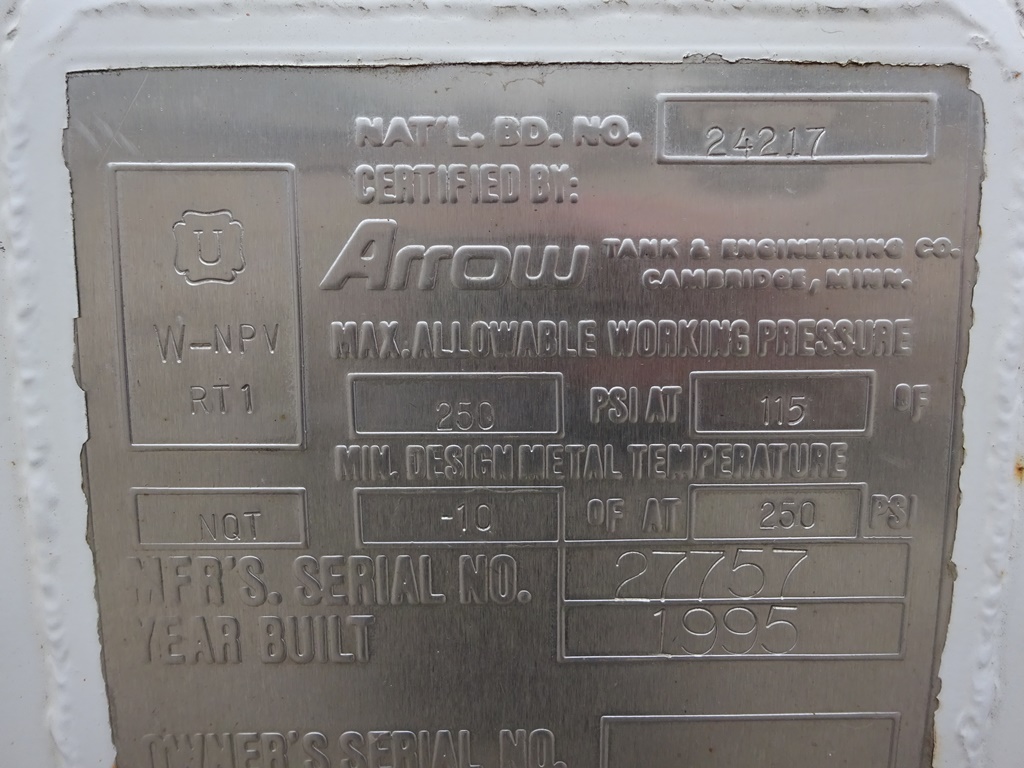 NAT'L. BD. NO. 24217
CERTIFIED BY:
U
Arrow TANK & ENGINEERING CO.
CAMBRIDGE, MINN.
W-NPV
RT1
MAX. ALLOWABLE WORKING PRESSURE
250 PSI AT 115 °F
MIN. DESIGN METAL TEMPERATURE
NQT -10 °F AT 250 PSI
MFR'S. SERIAL NO. 27757
YEAR BUILT 1995
OWNER'S SERIAL NO.